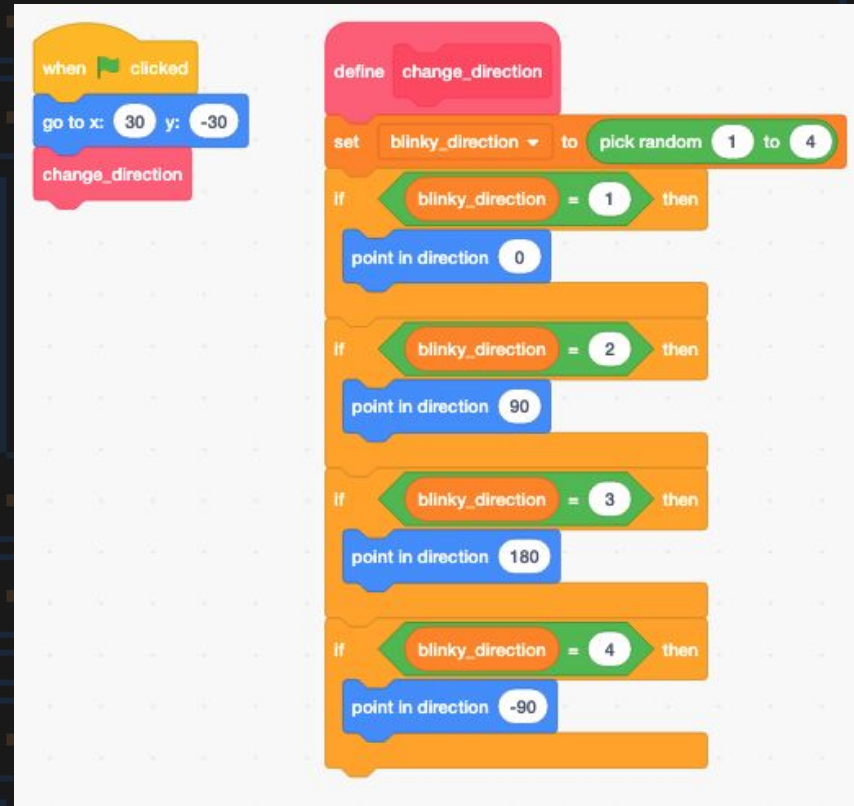 when clicked
go to x: 30 y: -30
change_direction
define change_direction
set blinky_direction to pick random 1 to 4
if blinky_direction = 1 then
point in direction 0
if blinky_direction = 2 then
point in direction 90
if blinky_direction = 3 then
point in direction 180
if blinky_direction = 4 then
point in direction -90